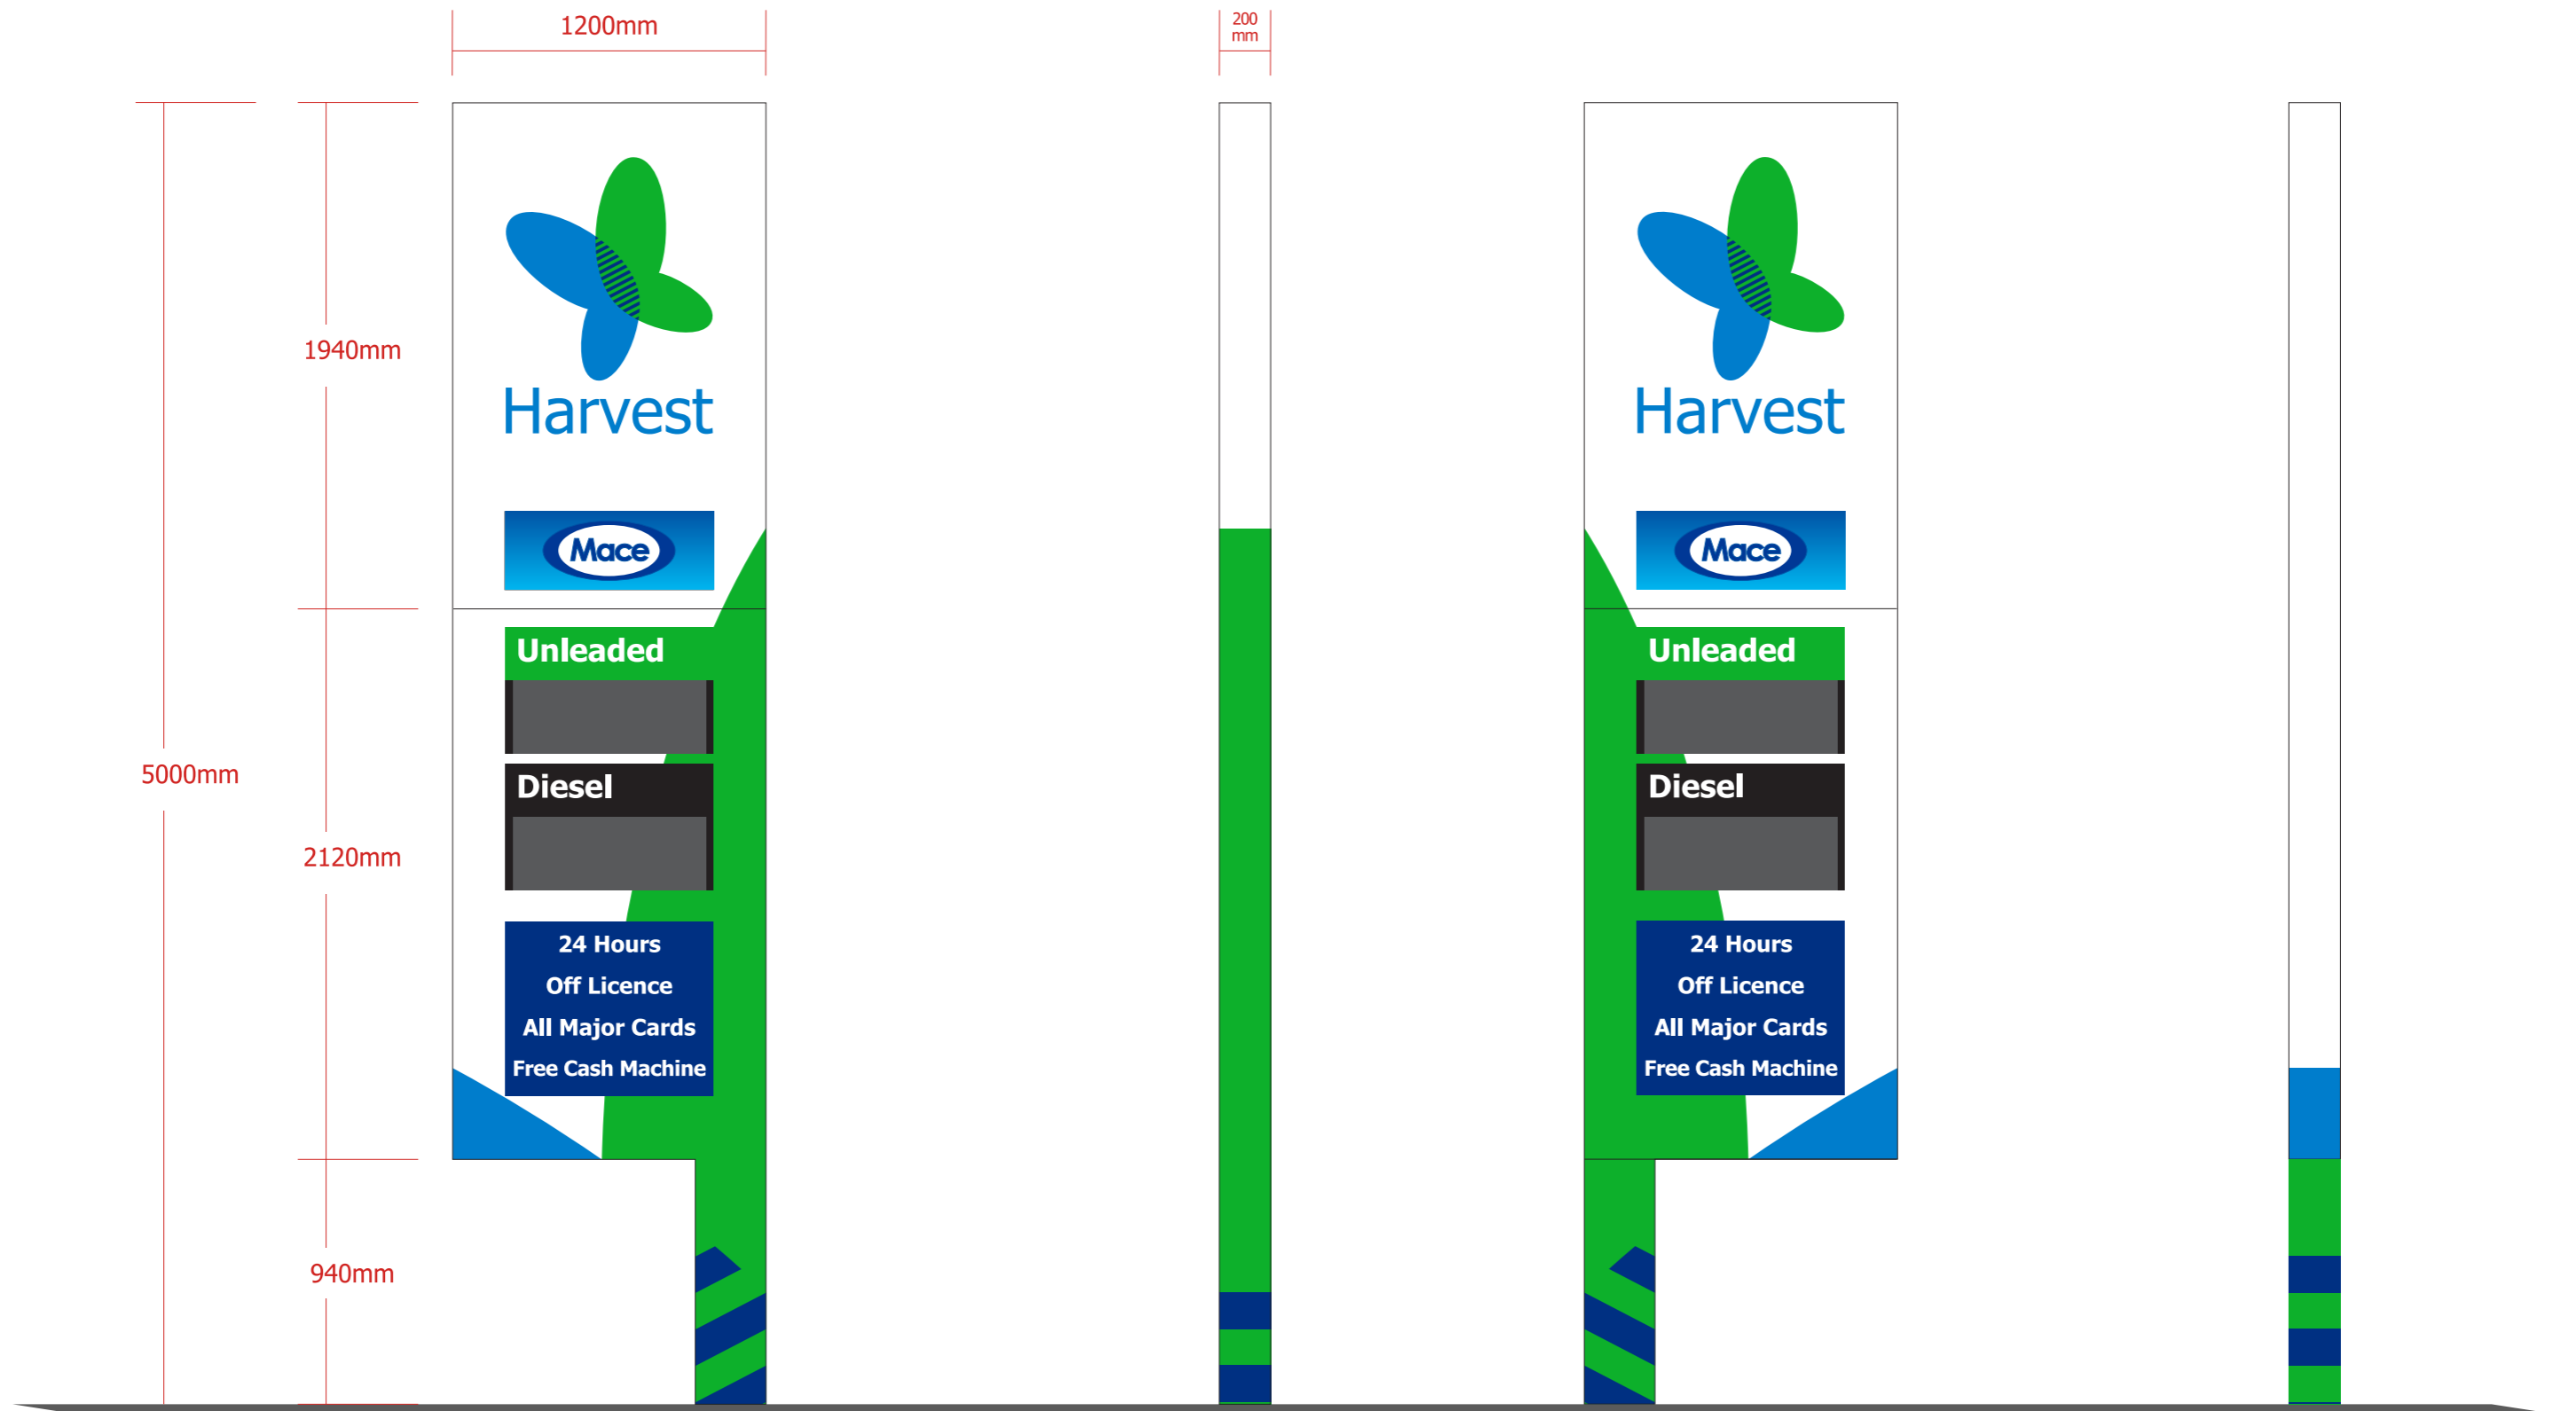 1200mm
200
mm
Harvest
Harvest
1940mm
Mace
Mace
Unleaded
Unleaded
5000mm
Diesel
Diesel
2120mm
24 Hours
Off Licence
All Major Cards
Free Cash Machine
24 Hours
Off Licence
All Major Cards
Free Cash Machine
940mm